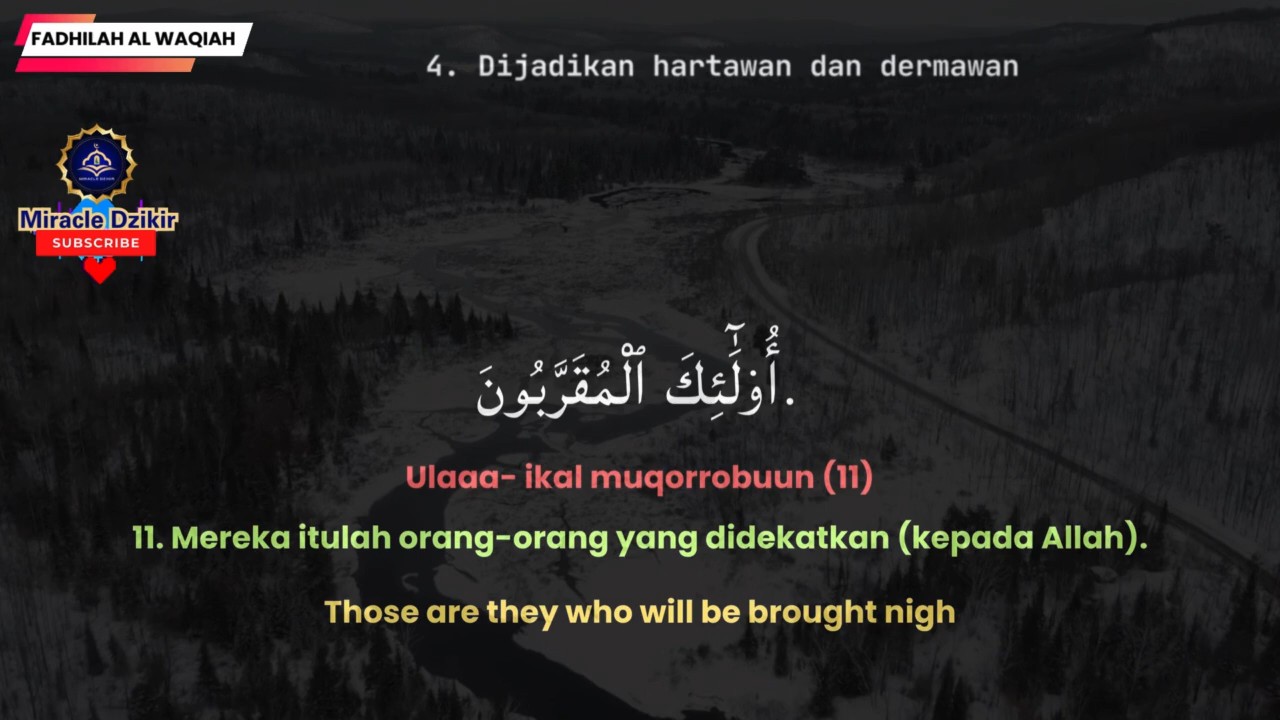 FADHILAH AL WAQIAH
4. Dijadikan hartawan dan dermawan
Miracle Dzikir
SUBSCRIBE
أُو۟لَٰٓئِكَ ٱلْمُقَرَّبُونَ.
Ulaaa- ikal muqorrobuun (11)
11. Mereka itulah orang-orang yang didekatkan (kepada Allah).
Those are they who will be brought nigh